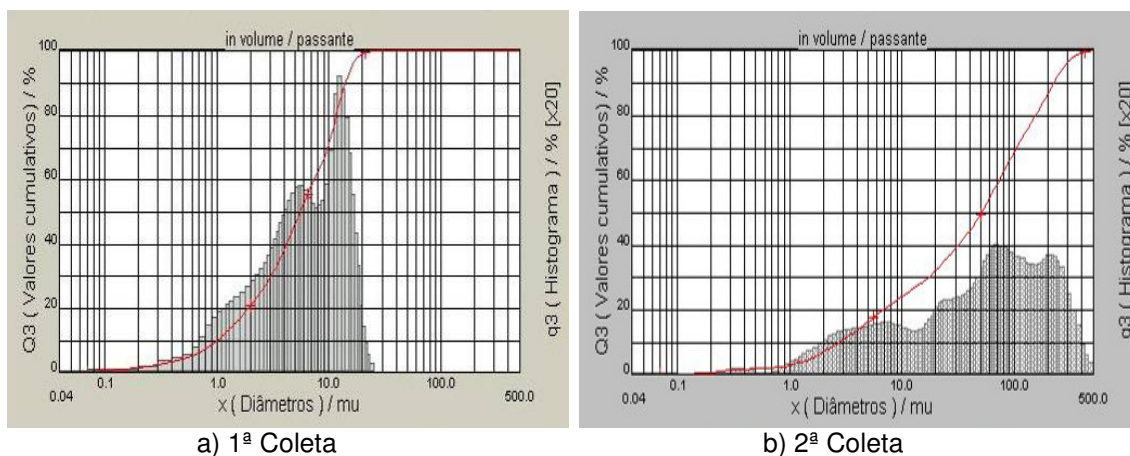 in volume / passante
Q3 ( Valores cumulativos) / %
100
80
60
40
20
0
q3 ( Histograma ) / % [x20]
0.1
1.0
10.0
100.0
0.04
500.0
x ( Diâmetros ) / mu
a) 1ª Coleta
in volume / passante
Q3 ( Valores cumulativos) / %
100
80
60
40
20
0
q3 ( Histograma ) / % [x20]
0.1
1.0
10.0
100.0
0.04
500.0
x ( Diâmetros ) / mu
b) 2ª Coleta